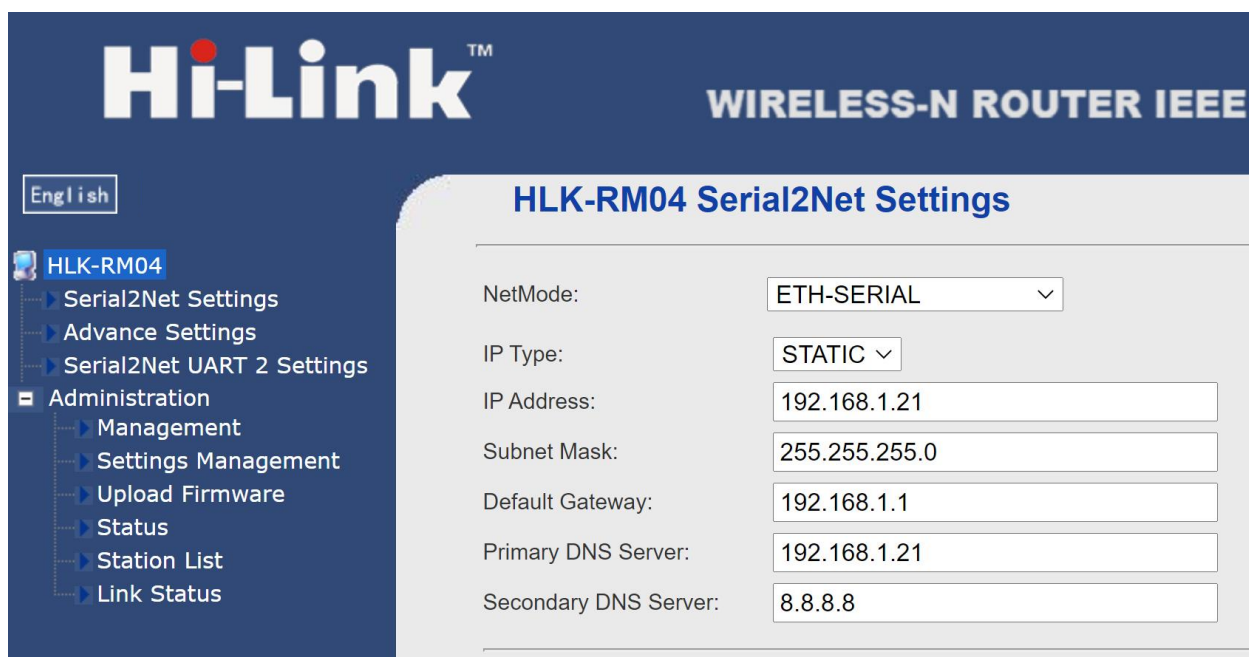 Hi-Link™
WIRELESS-N ROUTER IEEE
English
HLK-RM04
Serial2Net Settings
Advance Settings
Serial2Net UART 2 Settings
Administration
Management
Settings Management
Upload Firmware
Status
Station List
Link Status
HLK-RM04 Serial2Net Settings
NetMode: ETH-SERIAL
IP Type: STATIC
IP Address: 192.168.1.21
Subnet Mask: 255.255.255.0
Default Gateway: 192.168.1.1
Primary DNS Server: 192.168.1.21
Secondary DNS Server: 8.8.8.8